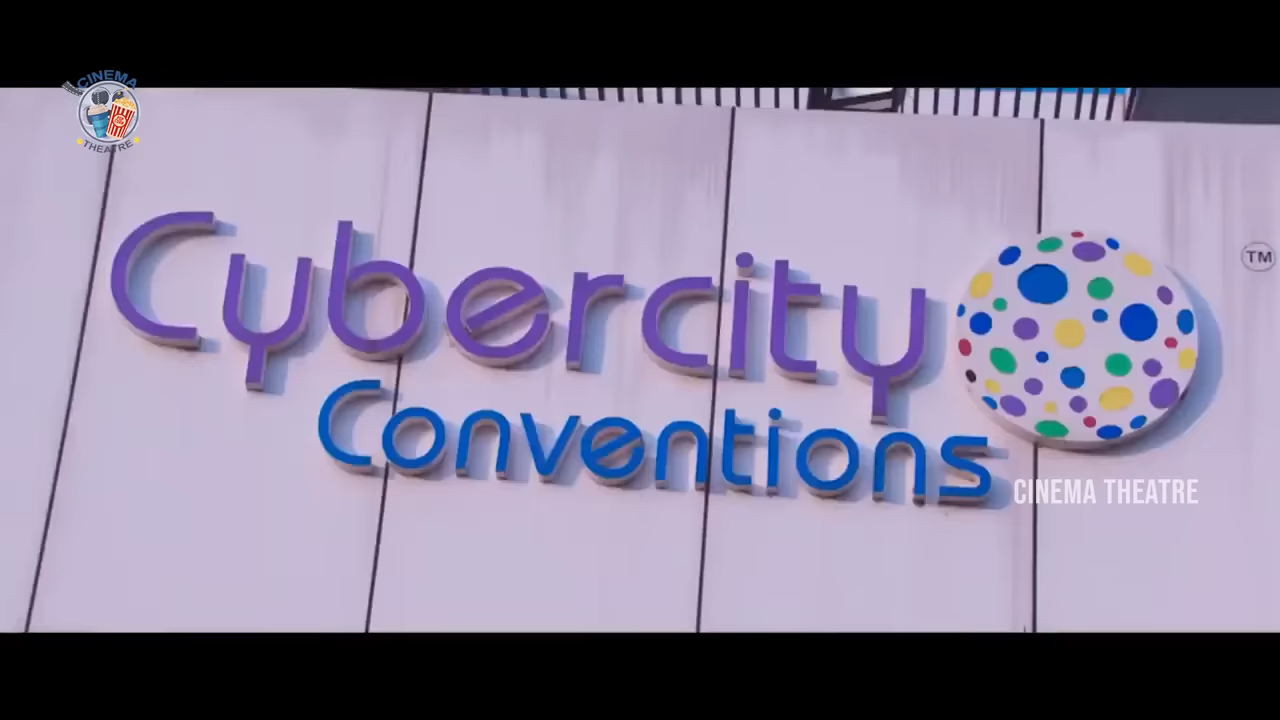 CINEMA
THEATRE
Cybercity
TM
Conventions
CINEMA THEATRE